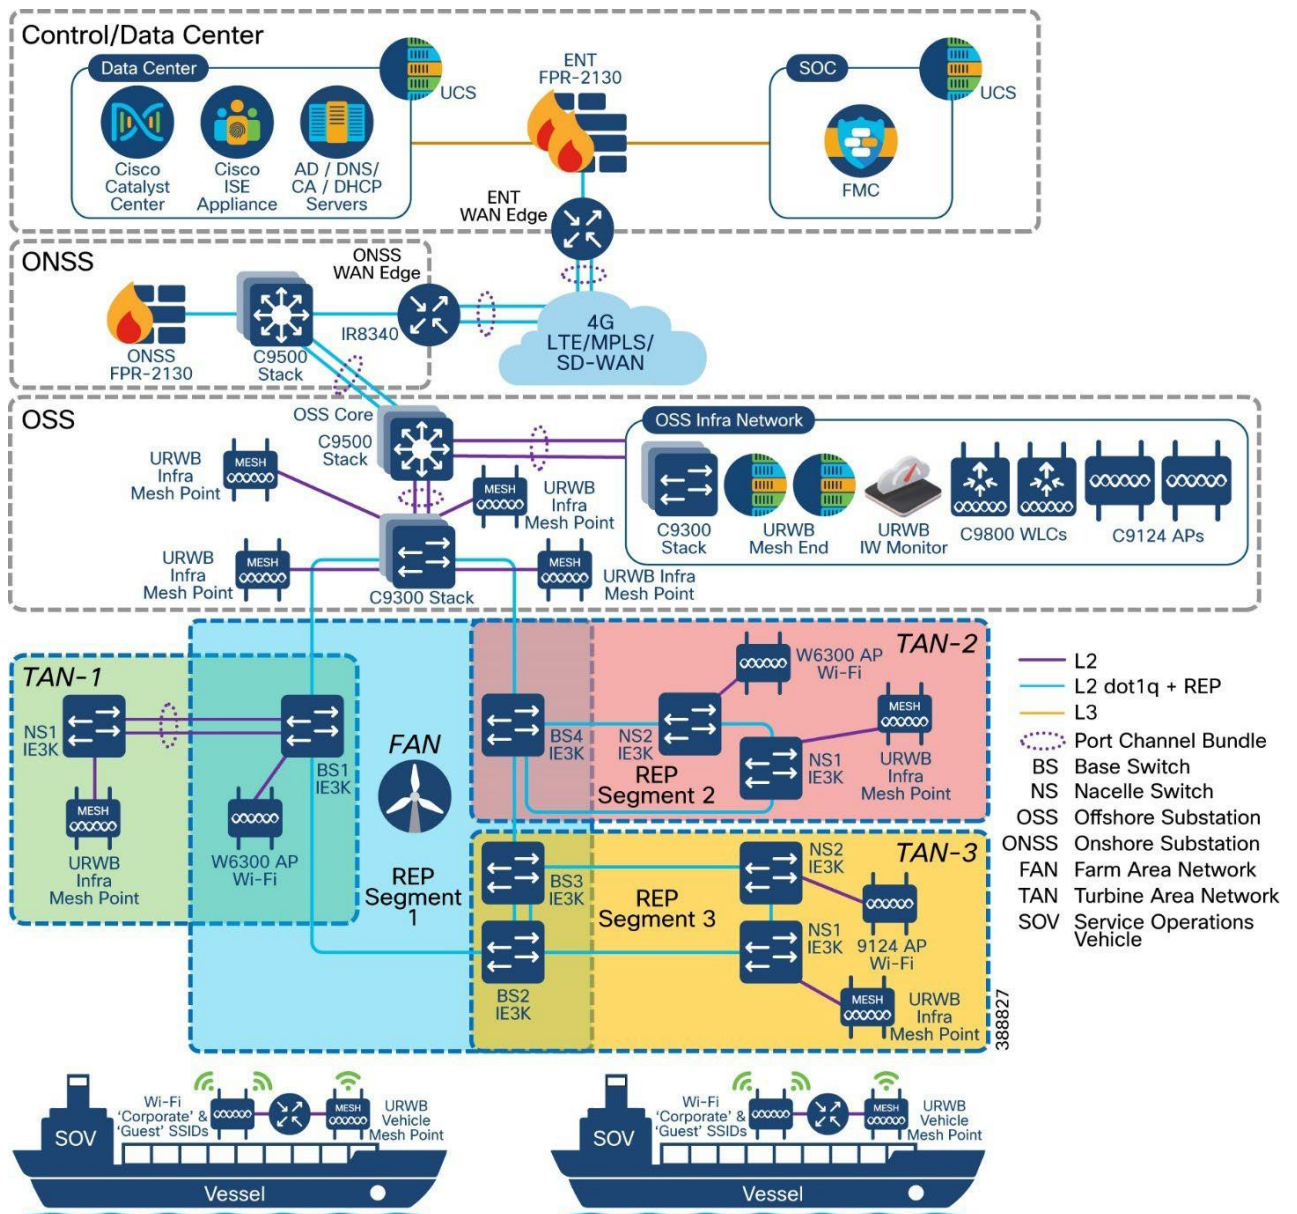 Control/Data Center
Data Center
UCS
Cisco
Catalyst
Center
Cisco
ISE
Appliance
AD / DNS/
CA / DHCP
Servers
ENT
FPR-2130
SOC
UCS
FMC
ENT
WAN Edge
ONSS
ONSS
WAN Edge
ONSS
FPR-2130
C9500
Stack
IR8340
4G
LTE/MPLS/
SD-WAN
OSS
OSS Core
C9500
Stack
URWB
Infra
Mesh Point
MESH
MESH
URWB
Infra
Mesh Point
URWB
Infra
Mesh Point
MESH
C9300 Stack
MESH
URWB Infra
Mesh Point
OSS Infra Network
C9300
Stack
URWB
Mesh End
URWB
IW Monitor
C9800 WLCs
C9124 APs
TAN-1
NS1
IE3K
BS1
IE3K
MESH
URWB
Infra
Mesh Point
W6300 AP
Wi-Fi
FAN
REP
Segment
1
TAN-2
W6300 AP
Wi-Fi
BS4
IE3K
NS2
IE3K
NS1
IE3K
MESH
URWB
Infra
Mesh Point
REP
Segment 2
TAN-3
BS3
IE3K
NS2
IE3K
REP
Segment 3
BS2
IE3K
NS1
IE3K
9124 AP
Wi-Fi
MESH
URWB
Infra
Mesh Point
L2
L2 dot1q + REP
L3
Port Channel Bundle
BS Base Switch
NS Nacelle Switch
OSS Offshore Substation
ONSS Onshore Substation
FAN Farm Area Network
TAN Turbine Area Network
SOV Service Operations
Vehicle
388827
SOV
Wi-Fi
'Corporate' &
'Guest' SSIDs
MESH
URWB
Vehicle
Mesh Point
Vessel
SOV
Wi-Fi
'Corporate' &
'Guest' SSIDs
MESH
URWB
Vehicle
Mesh Point
Vessel